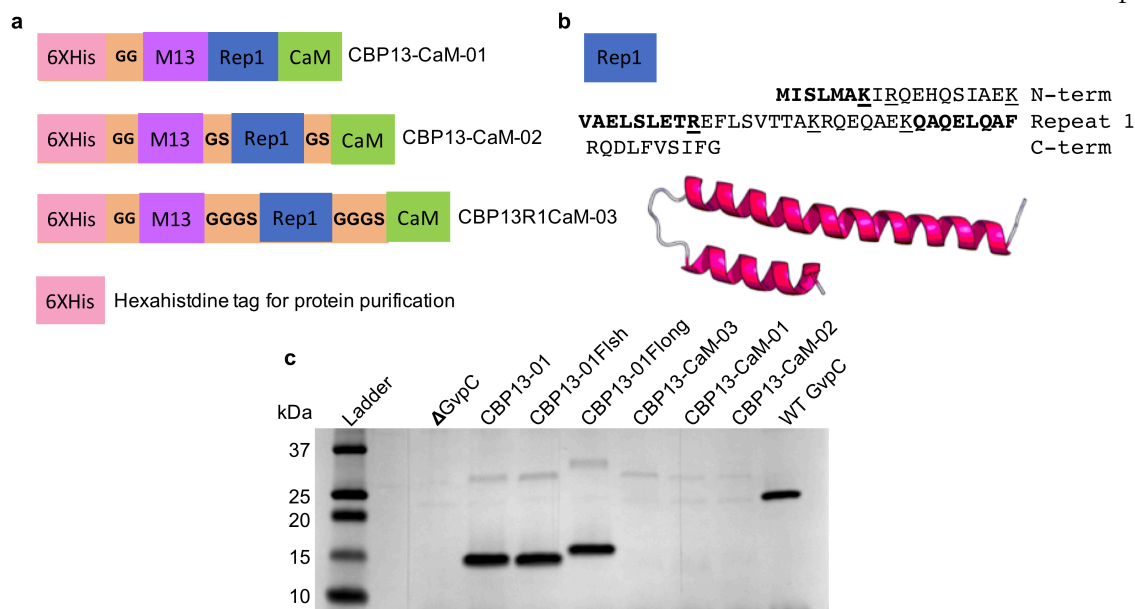 a
6XHis GG M13 Rep1 CaM CBP13-CaM-01
6XHis GG M13 GS Rep1 GS CaM CBP13-CaM-02
6XHis GG M13 GGGS Rep1 GGGS CaM CBP13R1CaM-03
6XHis Hexahistdine tag for protein purification
b
Rep1
MISLMAKIRQEHQSIAEK N-term
VAELSLETREFLSVTTAKRQEQAEKQAQELQAF Repeat 1
RQDLFVSIFG C-term
c
kDa
Ladder
ΔGvpC
CBP13-01
CBP13-01Flsh
CBP13-01Flong
CBP13-CaM-03
CBP13-CaM-01
CBP13-CaM-02
WT GvpC
37
25
20
15
10